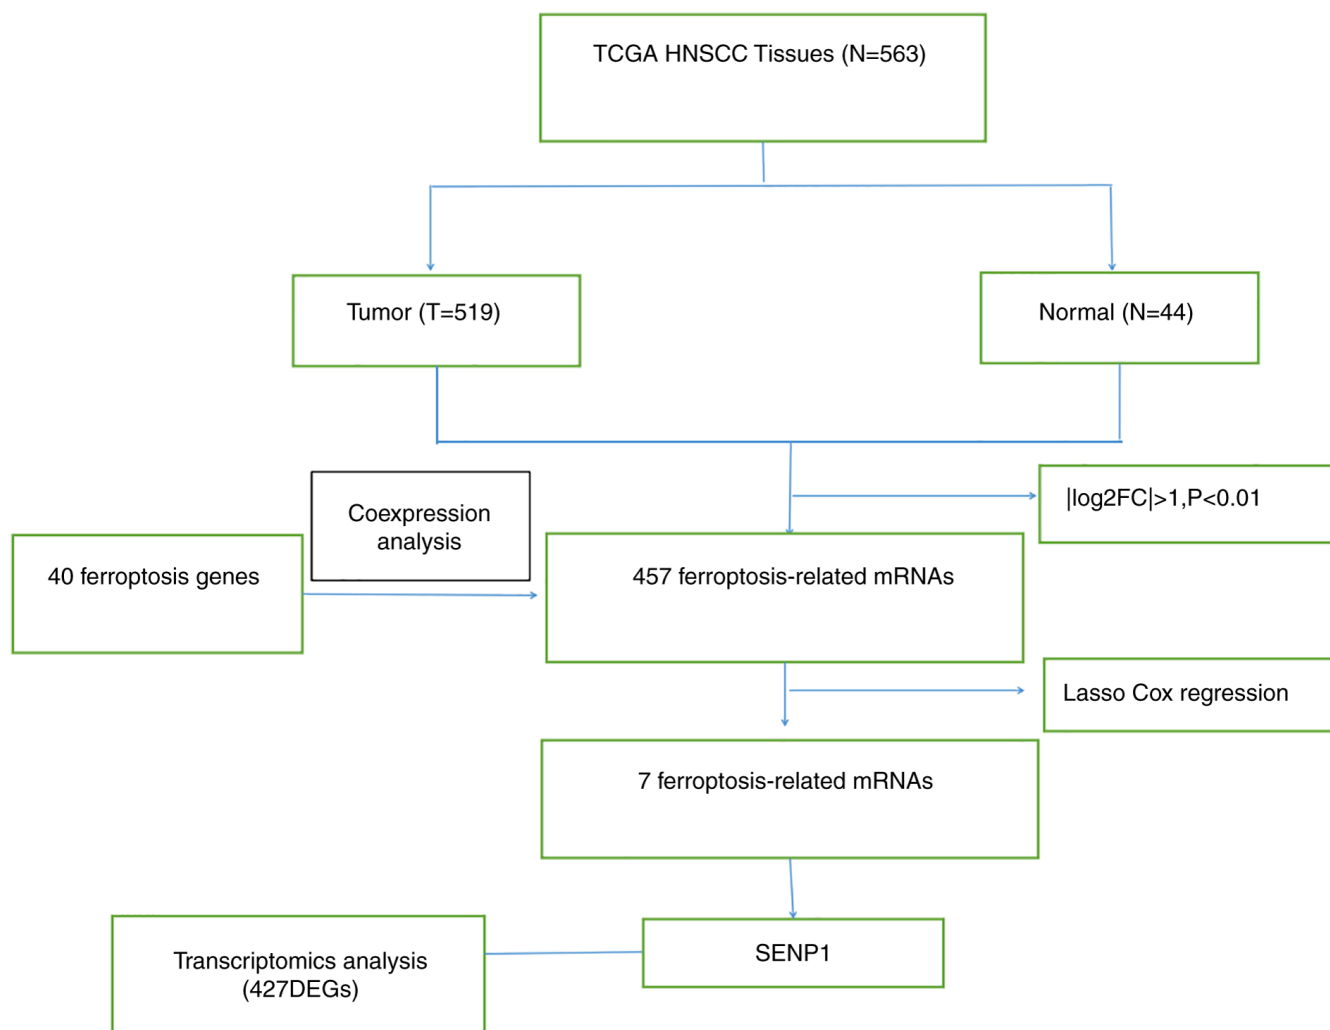 TCGA HNSCC Tissues (N=563)
Tumor (T=519)
Normal (N=44)
|log2FC|>1,P<0.01
Coexpression
analysis
40 ferroptosis genes
457 ferroptosis-related mRNAs
Lasso Cox regression
7 ferroptosis-related mRNAs
SENP1
Transcriptomics analysis
(427DEGs)